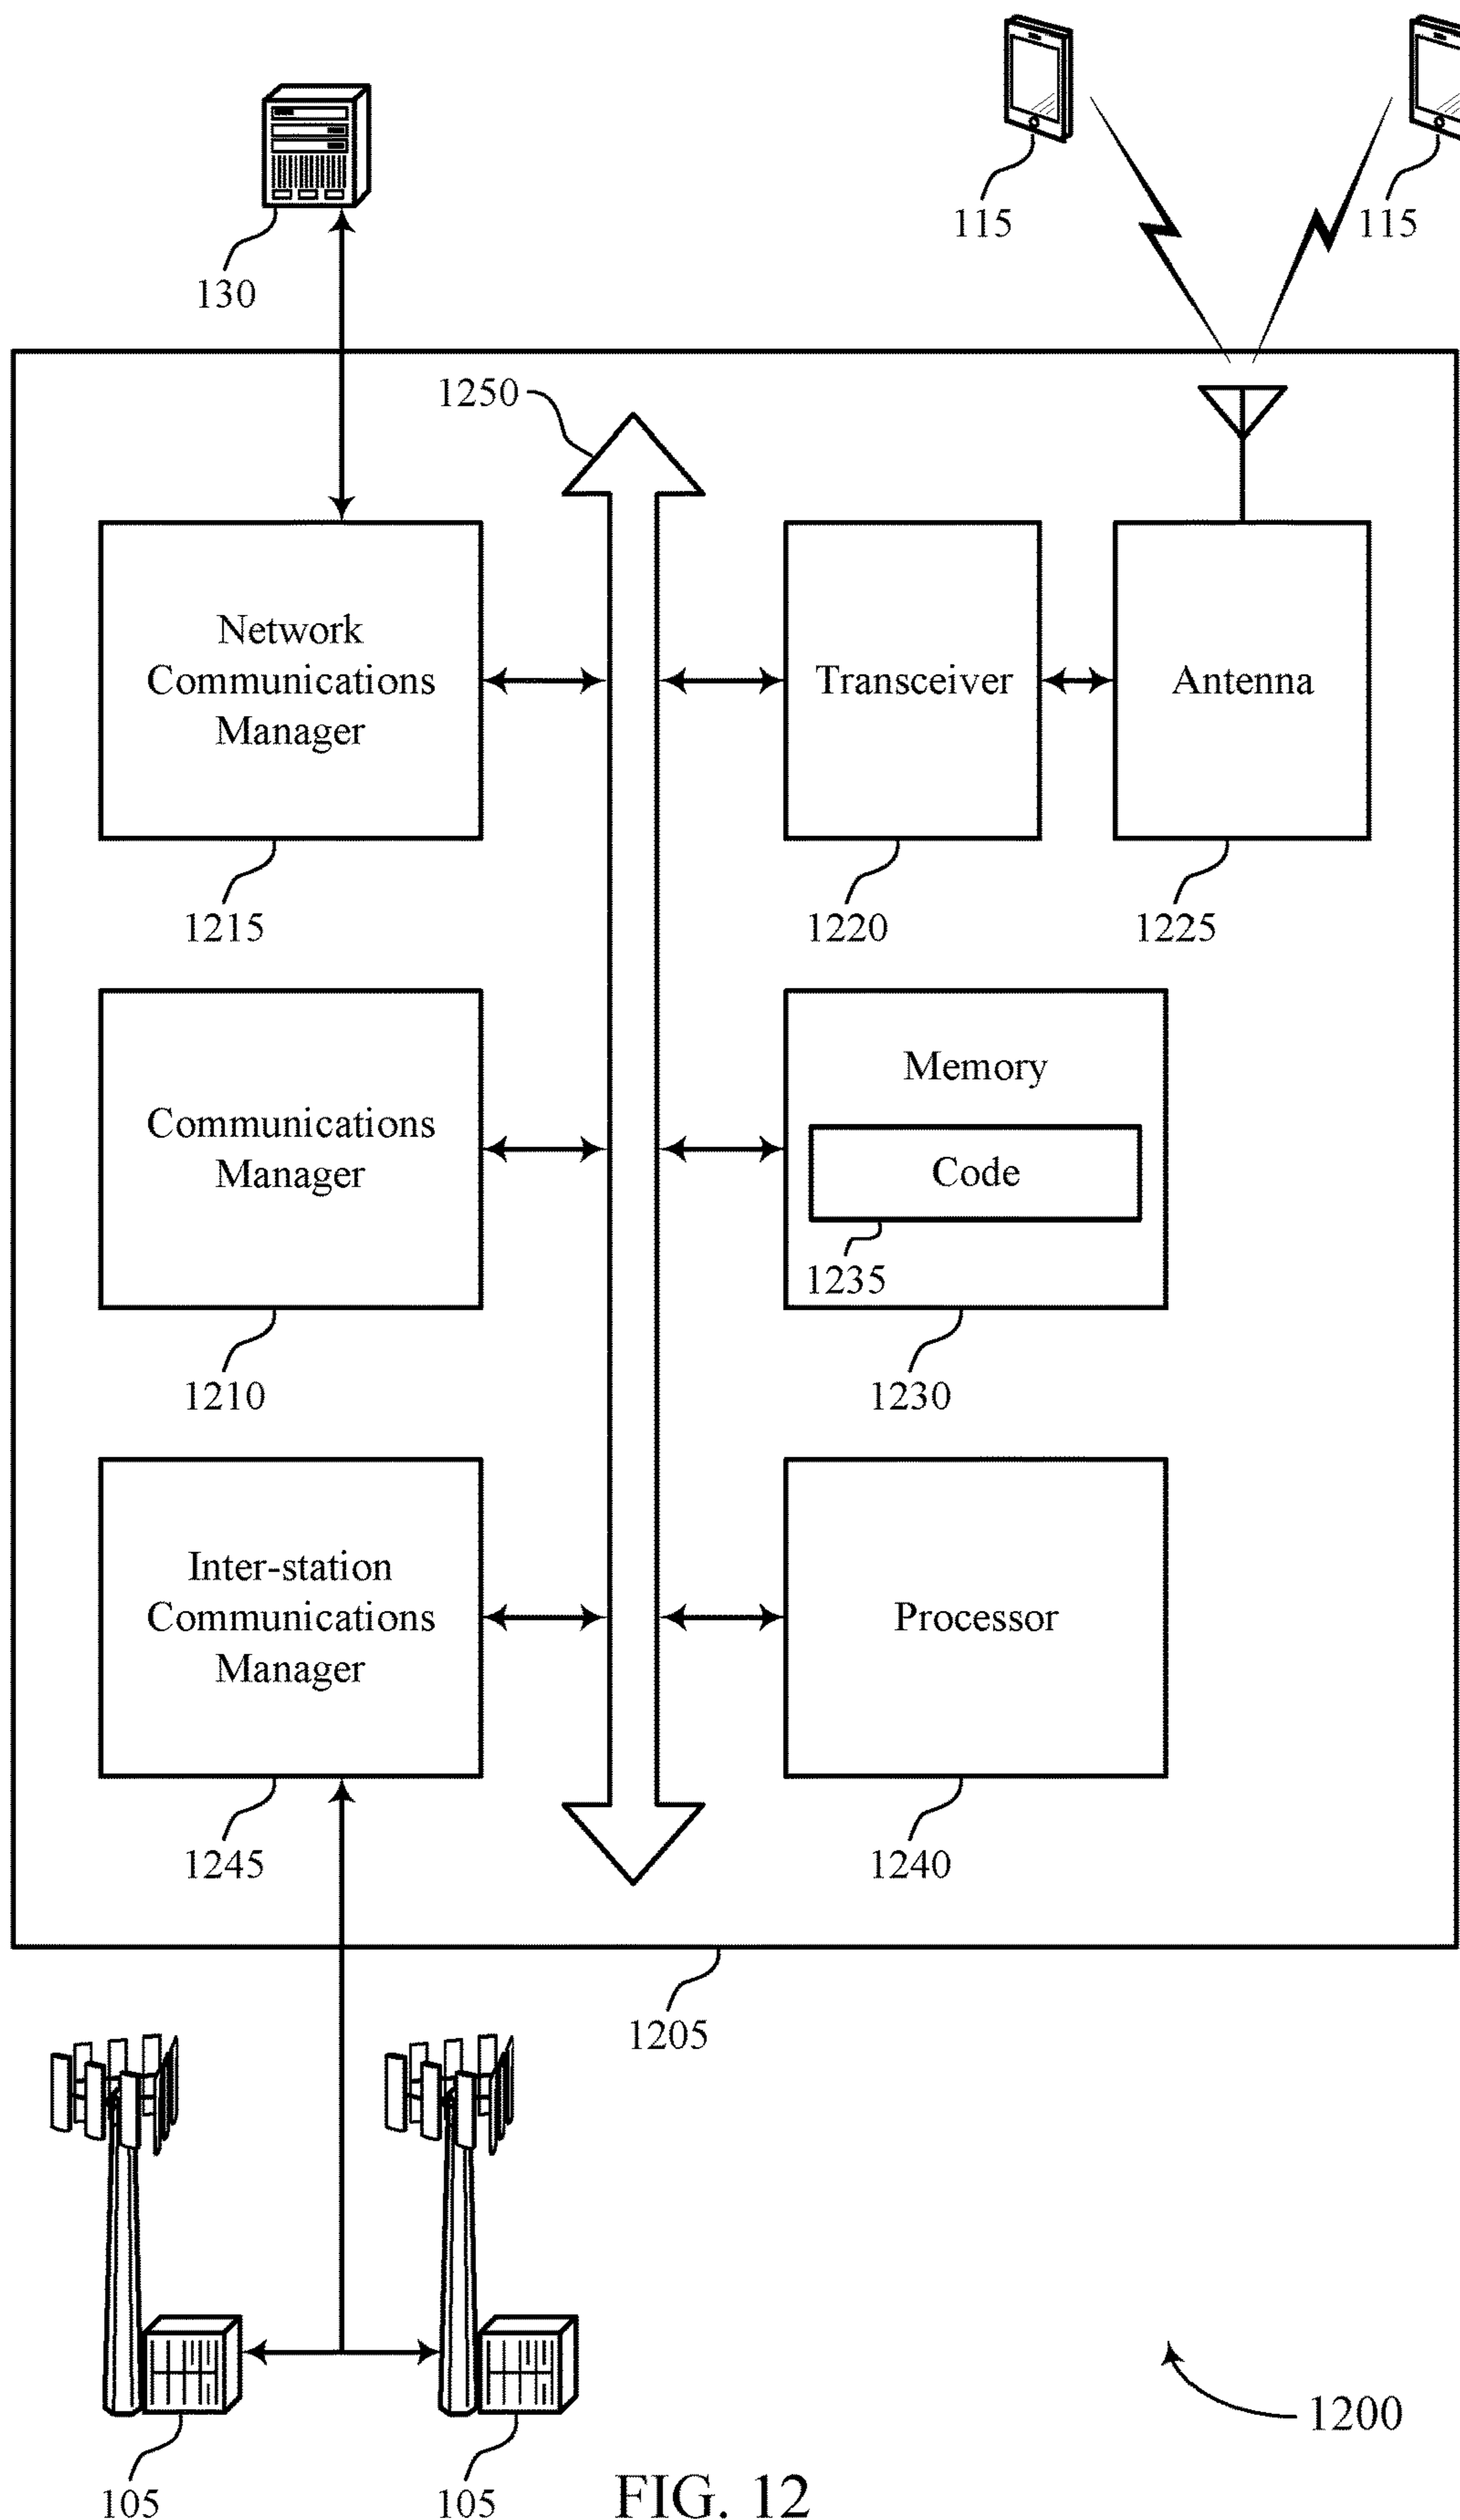 115
115
130
1250
Network
Communications
Manager
Transceiver
Antenna
1215
1220
1225
Communications
Manager
Memory
Code
1235
1210
1230
Inter-station
Communications
Manager
Processor
1245
1240
1205
1200
105
105
FIG. 12